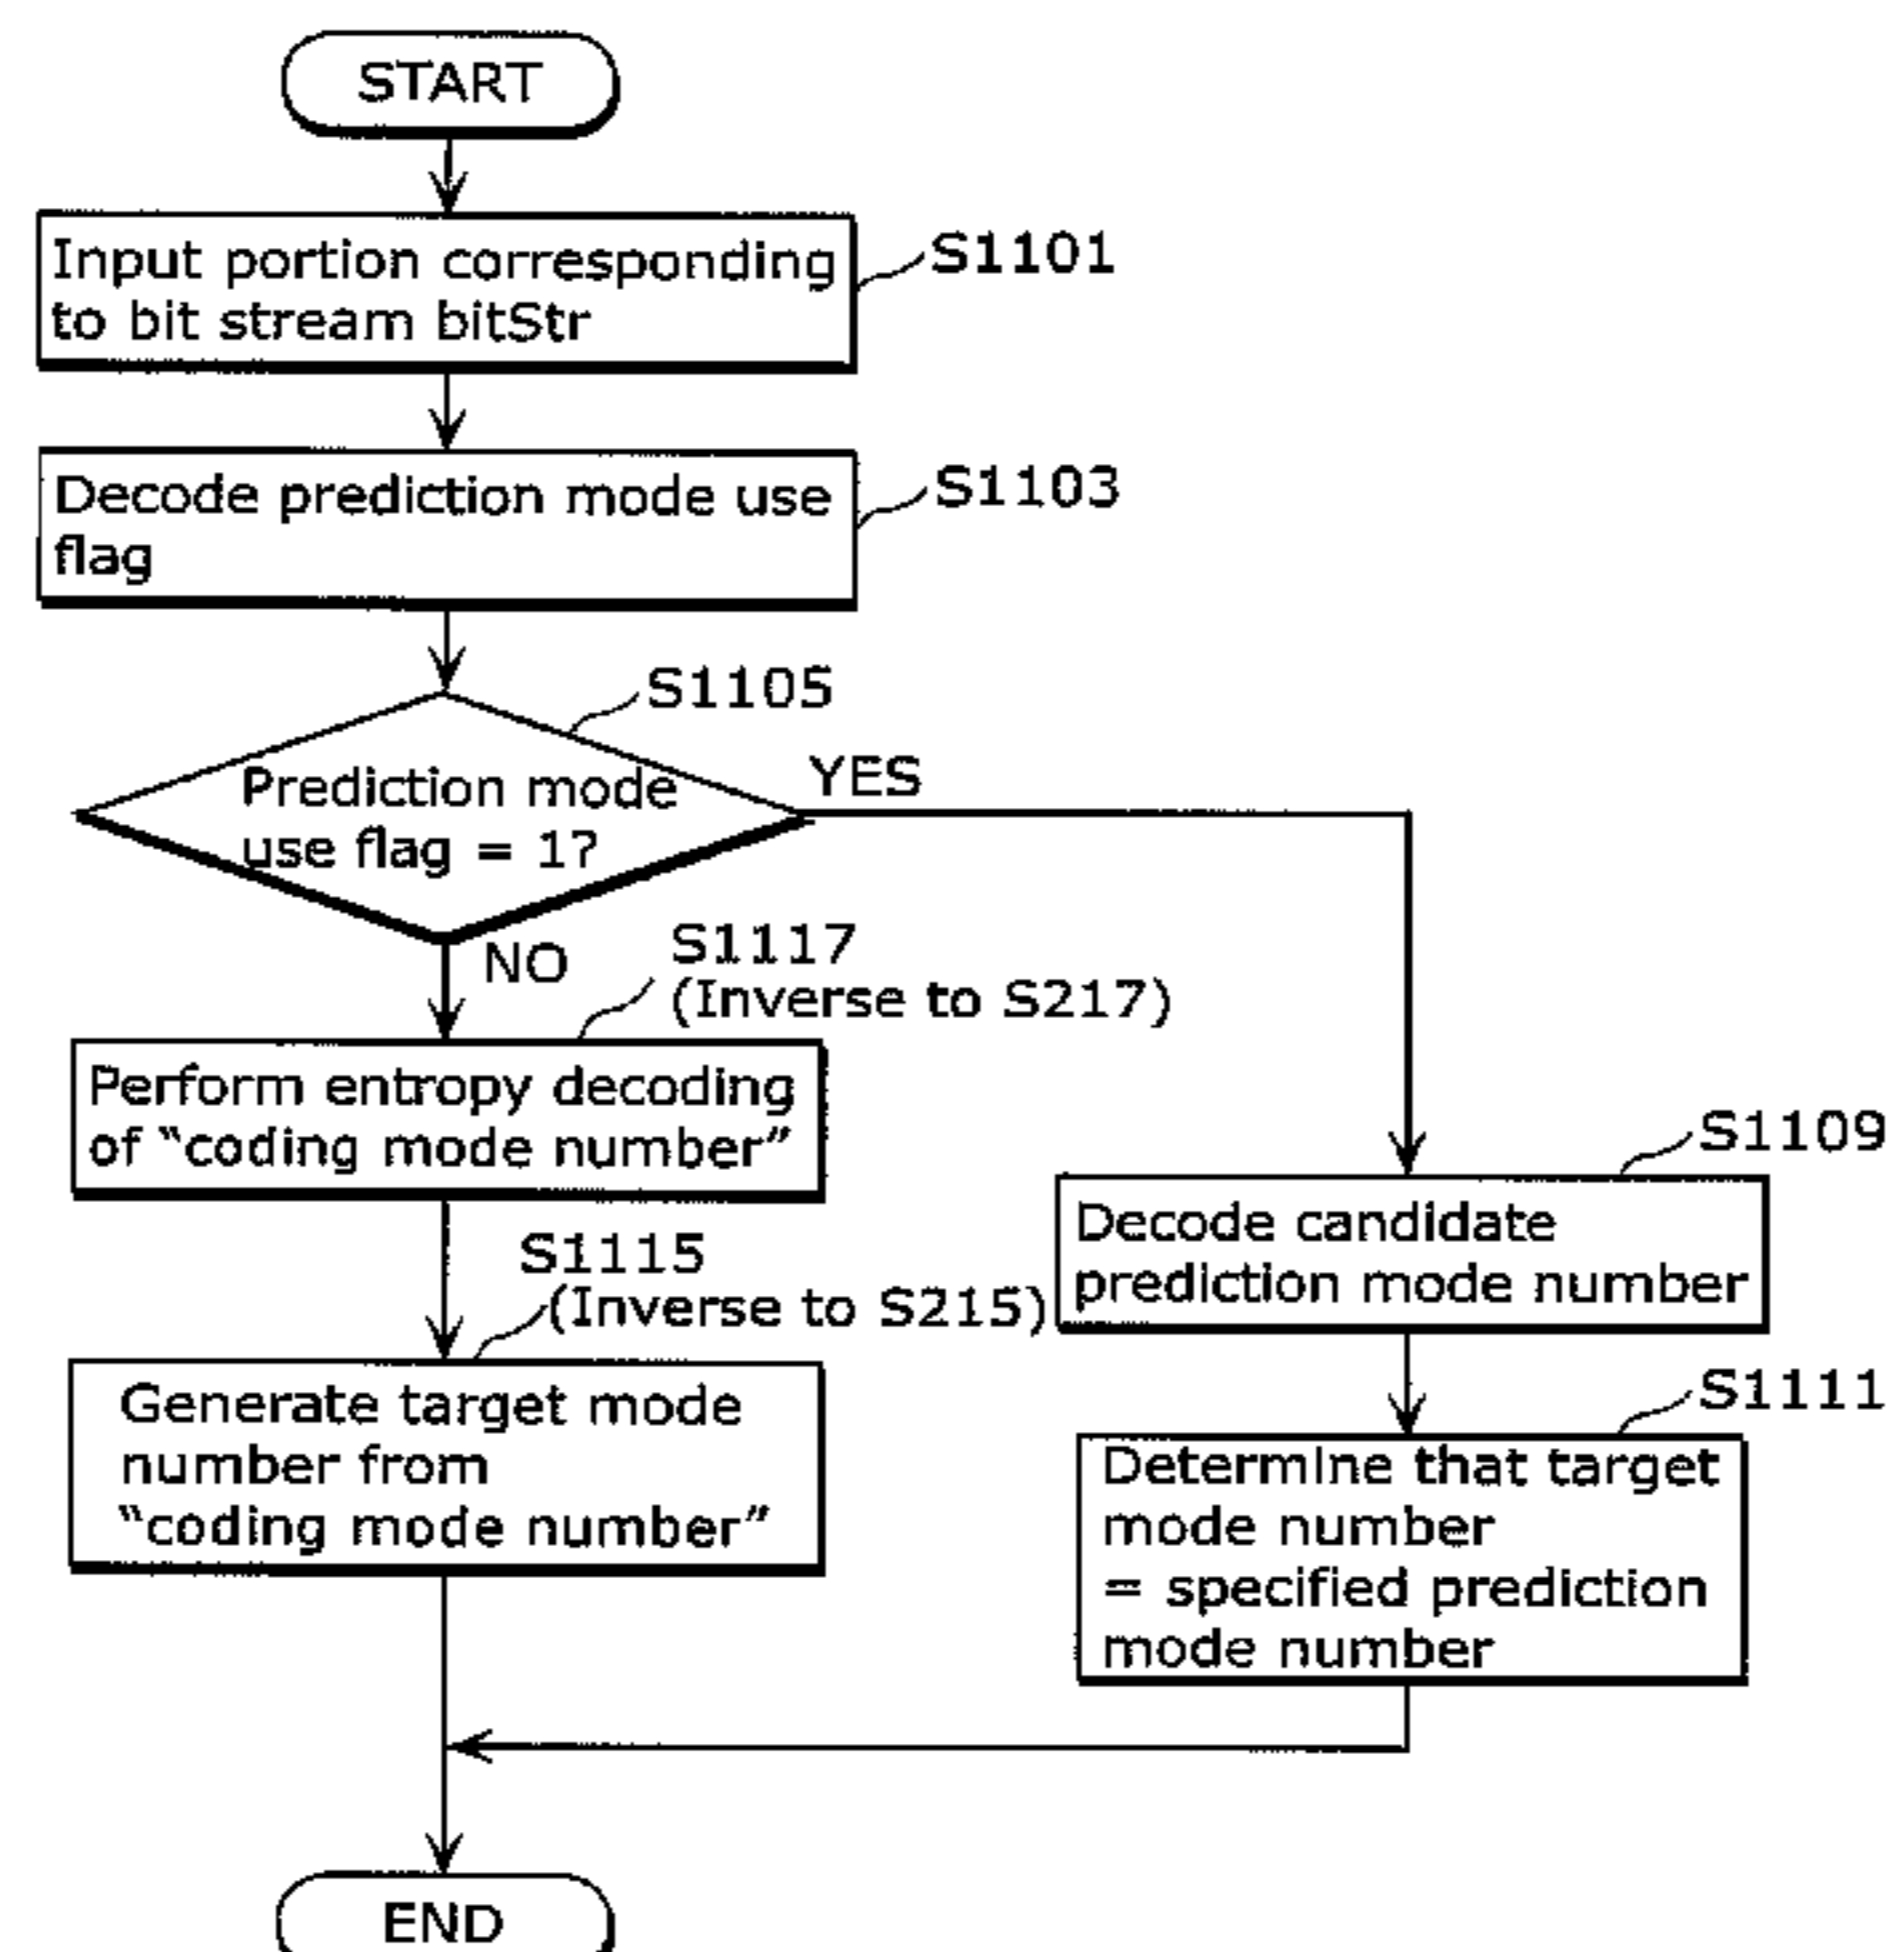 START
Input portion corresponding
to bit stream bitStr
S1101
Decode prediction mode use
flag
S1103
S1105
Prediction mode
use flag = 1?
YES
NO
S1117
(Inverse to S217)
Perform entropy decoding
of “coding mode number”
S1115
(Inverse to S215)
Generate target mode
number from
“coding mode number”
S1109
Decode candidate
prediction mode number
S1111
Determine that target
mode number
= specified prediction
mode number
END